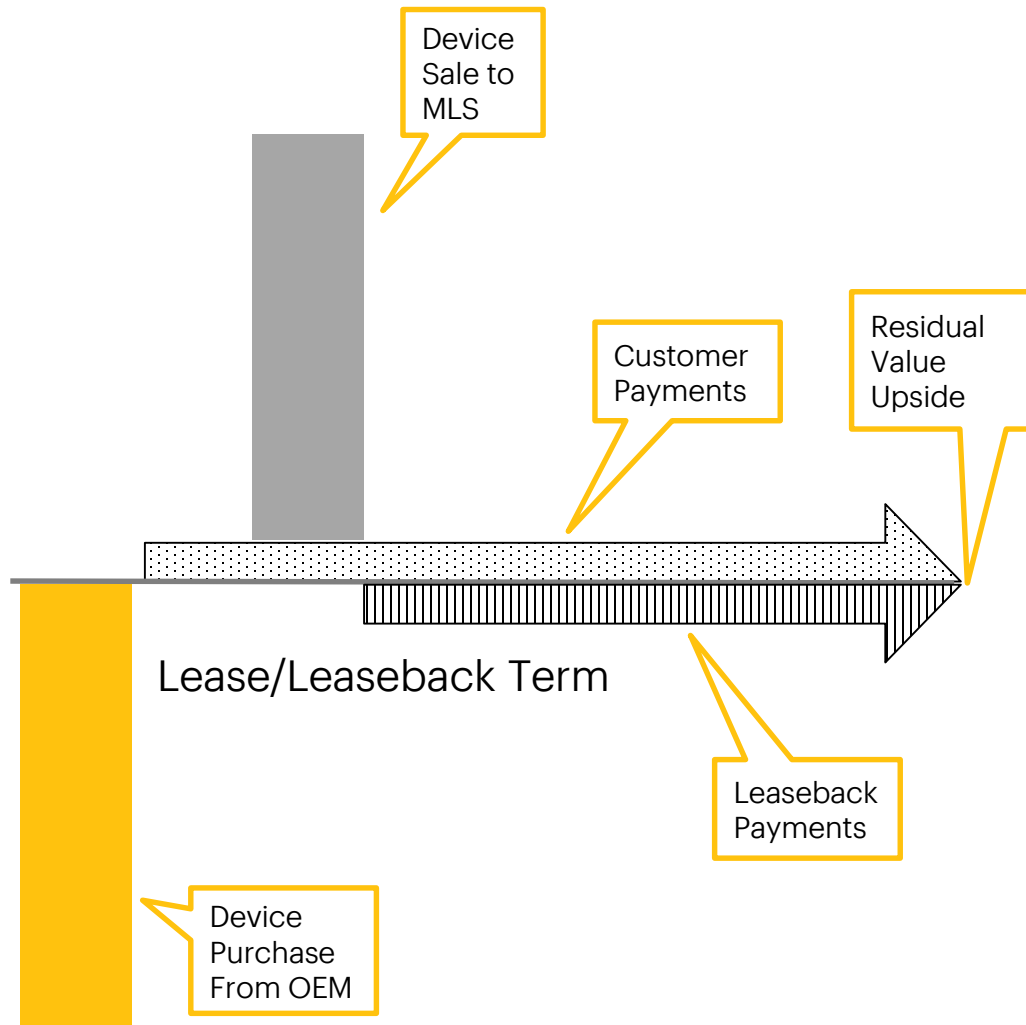 Device
Sale to
MLS
Residual
Value
Upside
Customer
Payments
Lease/Leaseback Term
Leaseback
Payments
Device
Purchase
From OEM